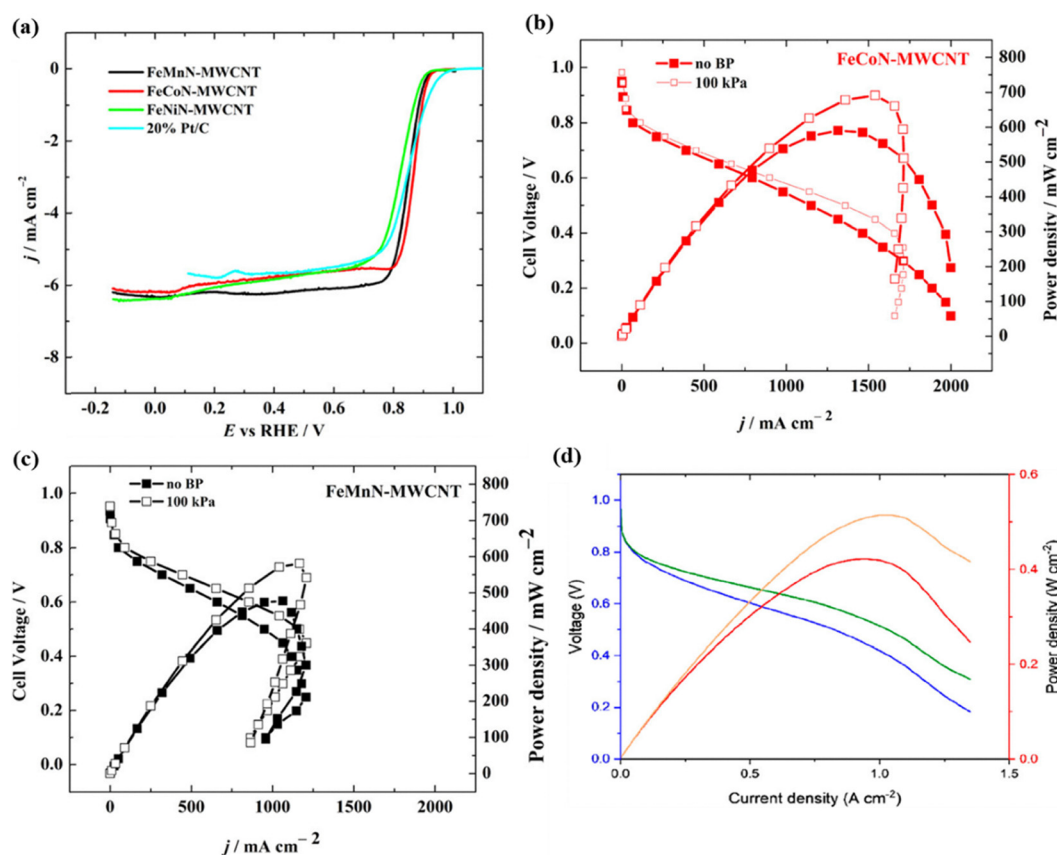 (a)
FeMnN-MWCNT
FeCoN-MWCNT
FeNiN-MWCNT
20% Pt/C
0
-2
-4
-6
-8
j / mA cm⁻²
-0.2 0.0 0.2 0.4 0.6 0.8 1.0
E vs RHE / V
(b)
no BP
100 kPa
FeCoN-MWCNT
1.0
0.8
0.6
0.4
0.2
0.0
Cell Voltage / V
800
700
600
500
400
300
200
100
0
Power density / mW cm⁻²
0 500 1000 1500 2000
j / mA cm⁻²
(c)
no BP
100 kPa
FeMnN-MWCNT
1.0
0.8
0.6
0.4
0.2
0.0
Cell Voltage / V
800
700
600
500
400
300
200
100
0
Power density / mW cm⁻²
0 500 1000 1500 2000
j / mA cm⁻²
(d)
1.0
0.8
0.6
0.4
0.2
0.0
Voltage (V)
0.6
0.4
0.2
0.0
Power density (W cm⁻²)
0.0 0.5 1.0 1.5
Current density (A cm⁻²)